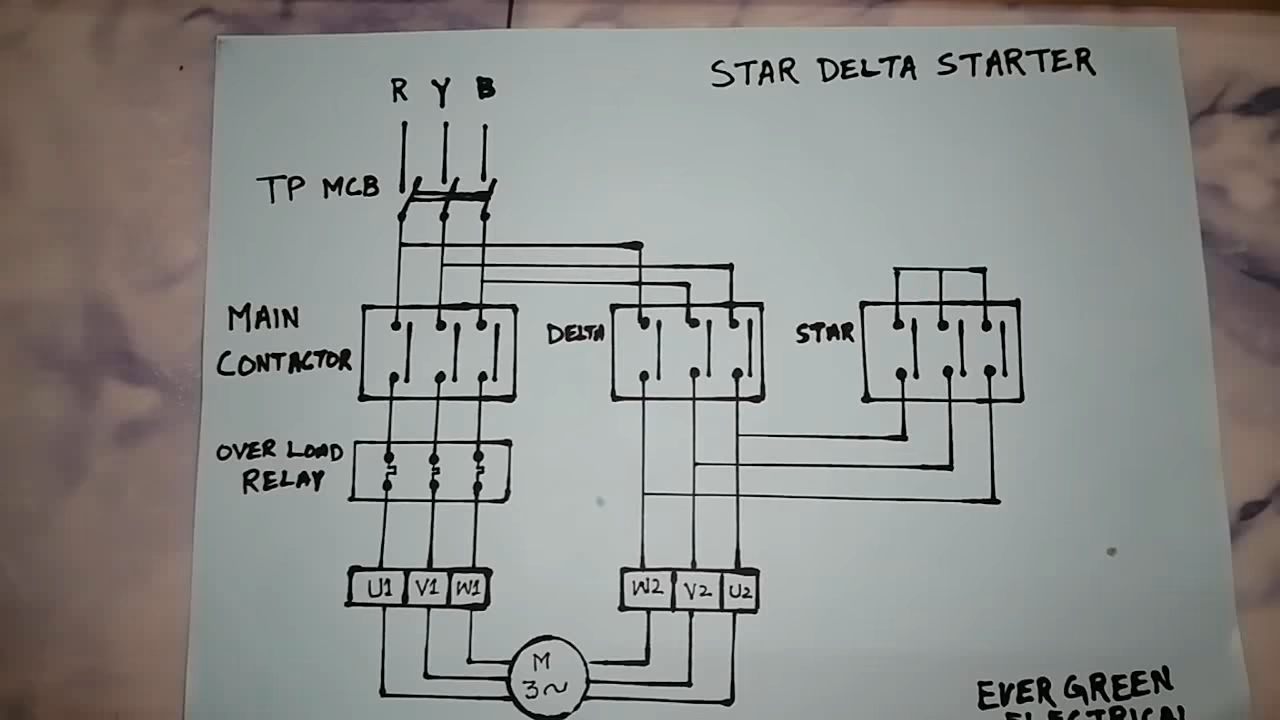 STAR DELTA STARTER
R Y B
TP MCB
MAIN
CONTACTOR
DELTA
STAR
OVER LOAD
RELAY
U1 V1 W1
W2 V2 U2
M
3~
EVER GREEN
ELECTRICAL